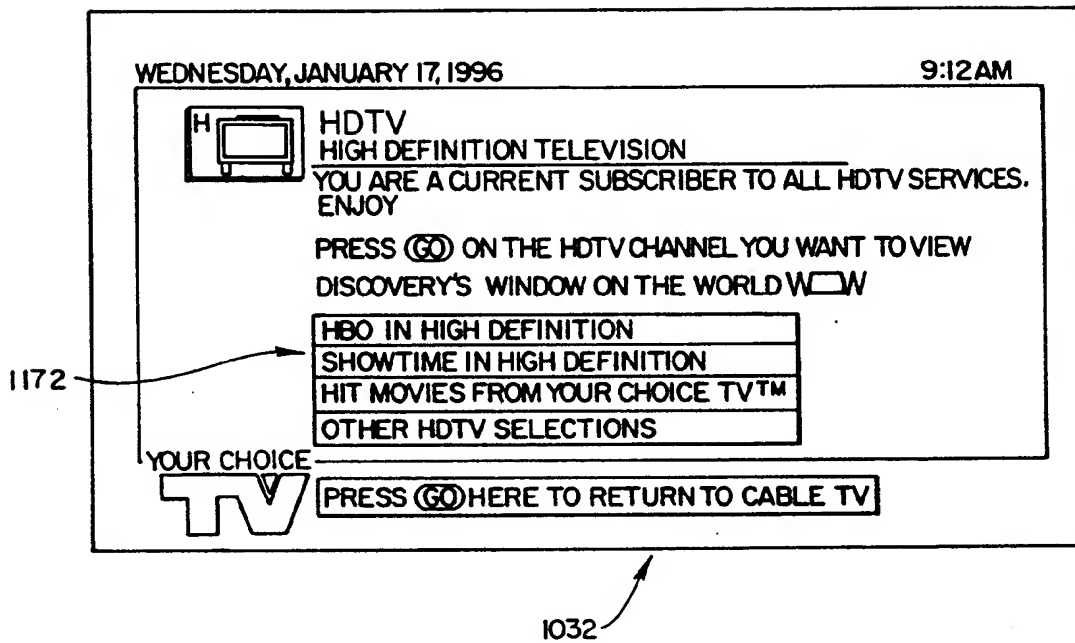 WEDNESDAY, JANUARY 17, 1996 9:12AM
H
HDTV
HIGH DEFINITION TELEVISION
YOU ARE A CURRENT SUBSCRIBER TO ALL HDTV SERVICES.
ENJOY
PRESS GO ON THE HDTV CHANNEL YOU WANT TO VIEW
DISCOVERY'S WINDOW ON THE WORLD WOW
HBO IN HIGH DEFINITION
SHOWTIME IN HIGH DEFINITION
1172
HIT MOVIES FROM YOUR CHOICE TV™
OTHER HDTV SELECTIONS
YOUR CHOICE
TV
PRESS GO HERE TO RETURN TO CABLE TV
1032